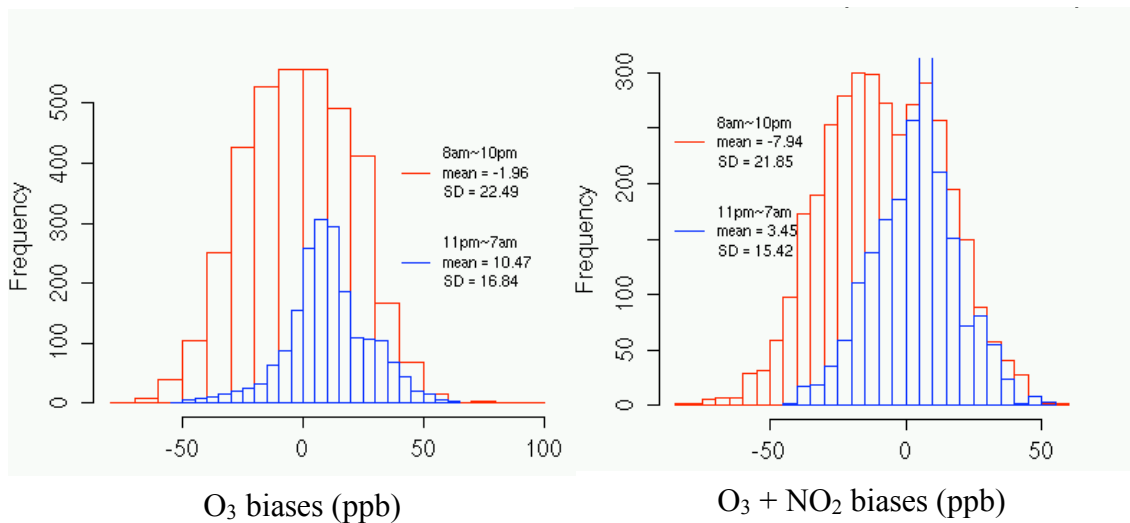 Frequency
0 100 200 300 400 500
-50 0 50 100
8am~10pm
mean = -1.96
SD = 22.49
11pm~7am
mean = 10.47
SD = 16.84
O₃ biases (ppb)
Frequency
0 50 100 200 300
-50 0 50
8am~10pm
mean = -7.94
SD = 21.85
11pm~7am
mean = 3.45
SD = 15.42
O₃ + NO₂ biases (ppb)